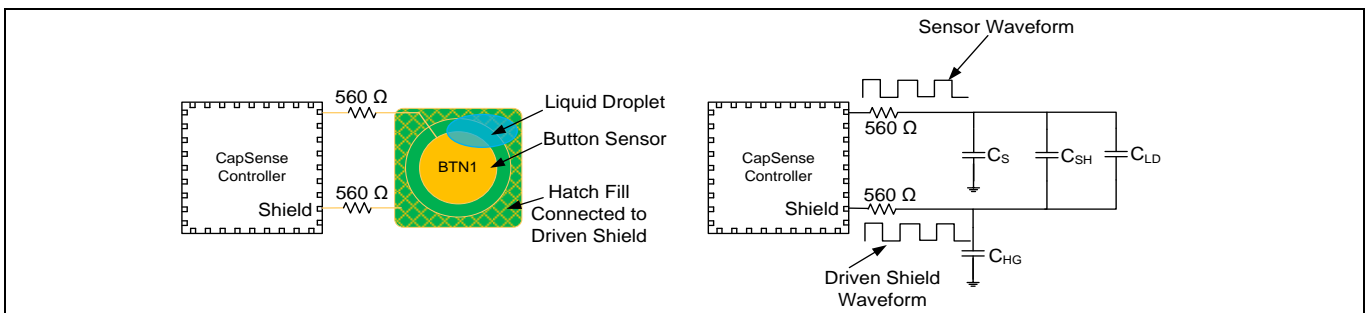 560 Ω
CapSense
Controller
560 Ω
Shield
BTN1
Liquid Droplet
Button Sensor
Hatch Fill
Connected to
Driven Shield
Sensor Waveform
560 Ω
CapSense
Controller
560 Ω
Shield
CS
CSH
CLD
CHG
Driven Shield
Waveform